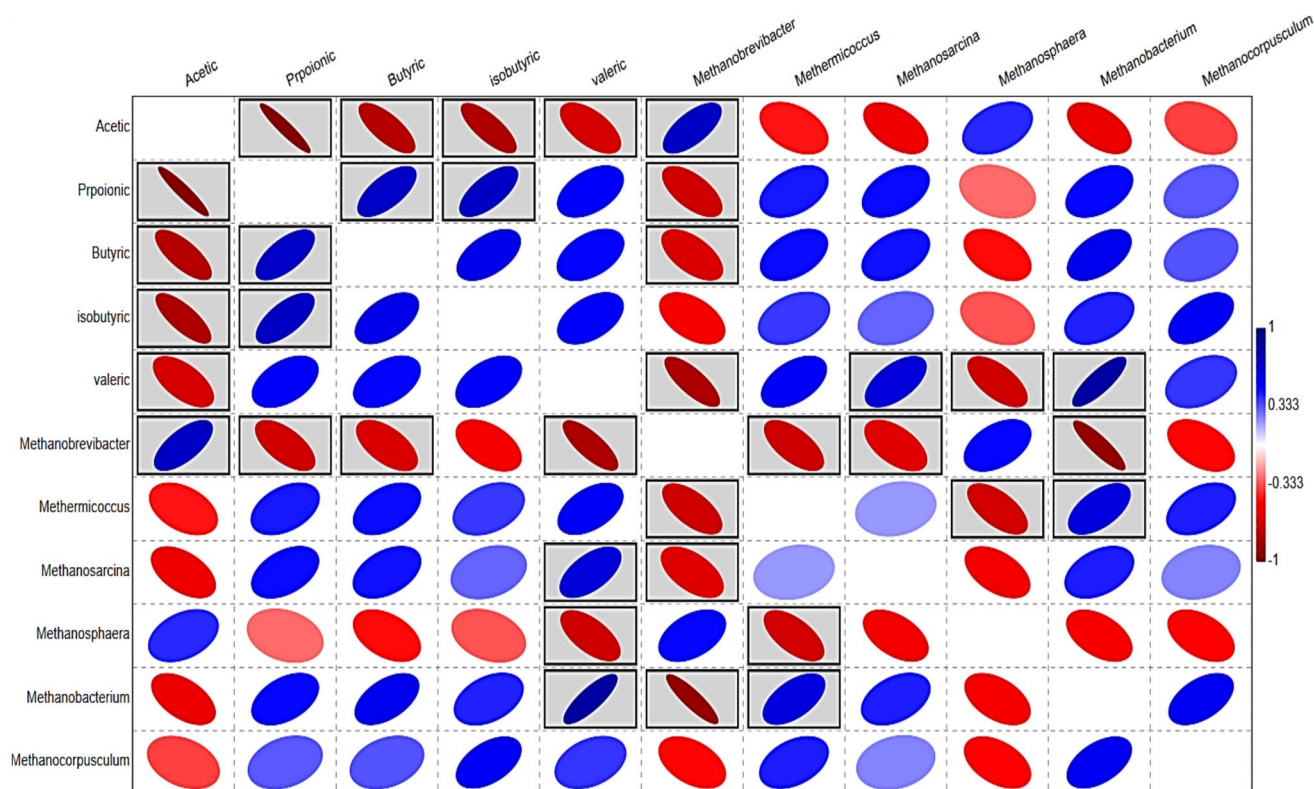 Acetic
Prpoionic
Butyric
isobutyric
valeric
Methanobrevibacter
Methermicoccus
Methanosarcina
Methanosphaera
Methanobacterium
Methanocorpusculum
Acetic
Prpoionic
Butyric
isobutyric
valeric
Methanobrevibacter
Methermicoccus
Methanosarcina
Methanosphaera
Methanobacterium
Methanocorpusculum
1
0.333
-0.333
-1